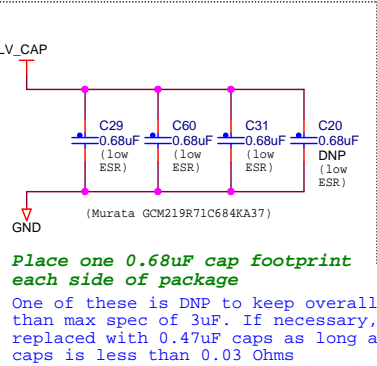 LV_CAP
C29
0.68uF
(low
ESR)
C60
0.68uF
(low
ESR)
C31
0.68uF
(low
ESR)
C20
0.68uF
DNP
(low
ESR)
GND
(Murata GCM219R71C684KA37)
Place one 0.68uF cap footprint
each side of package
One of these is DNP to keep overall
than max spec of 3uF. If necessary,
replaced with 0.47uF caps as long a
caps is less than 0.03 Ohms